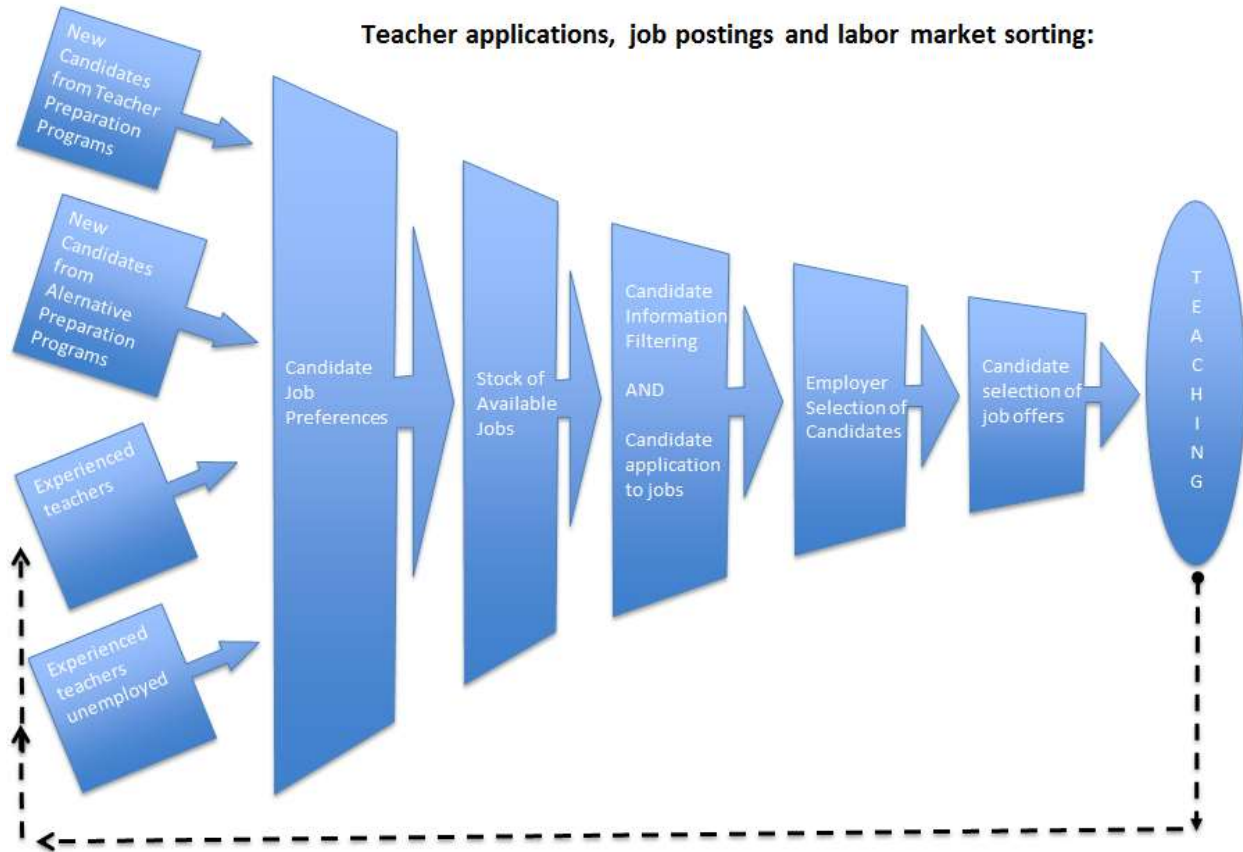 Teacher applications, job postings and labor market sorting:
New
Candidates
from Teacher
Preparation
Programs
New
Candidates
from
Alernative
Preparation
Programs
Experienced
teachers
Experienced
teachers
unemployed
Candidate
Job
Preferences
Stock of
Available
Jobs
Candidate
Information
Filtering
AND
Candidate
application
to jobs
Employer
Selection of
Candidates
Candidate
selection of
job offers
T
E
A
C
H
I
N
G